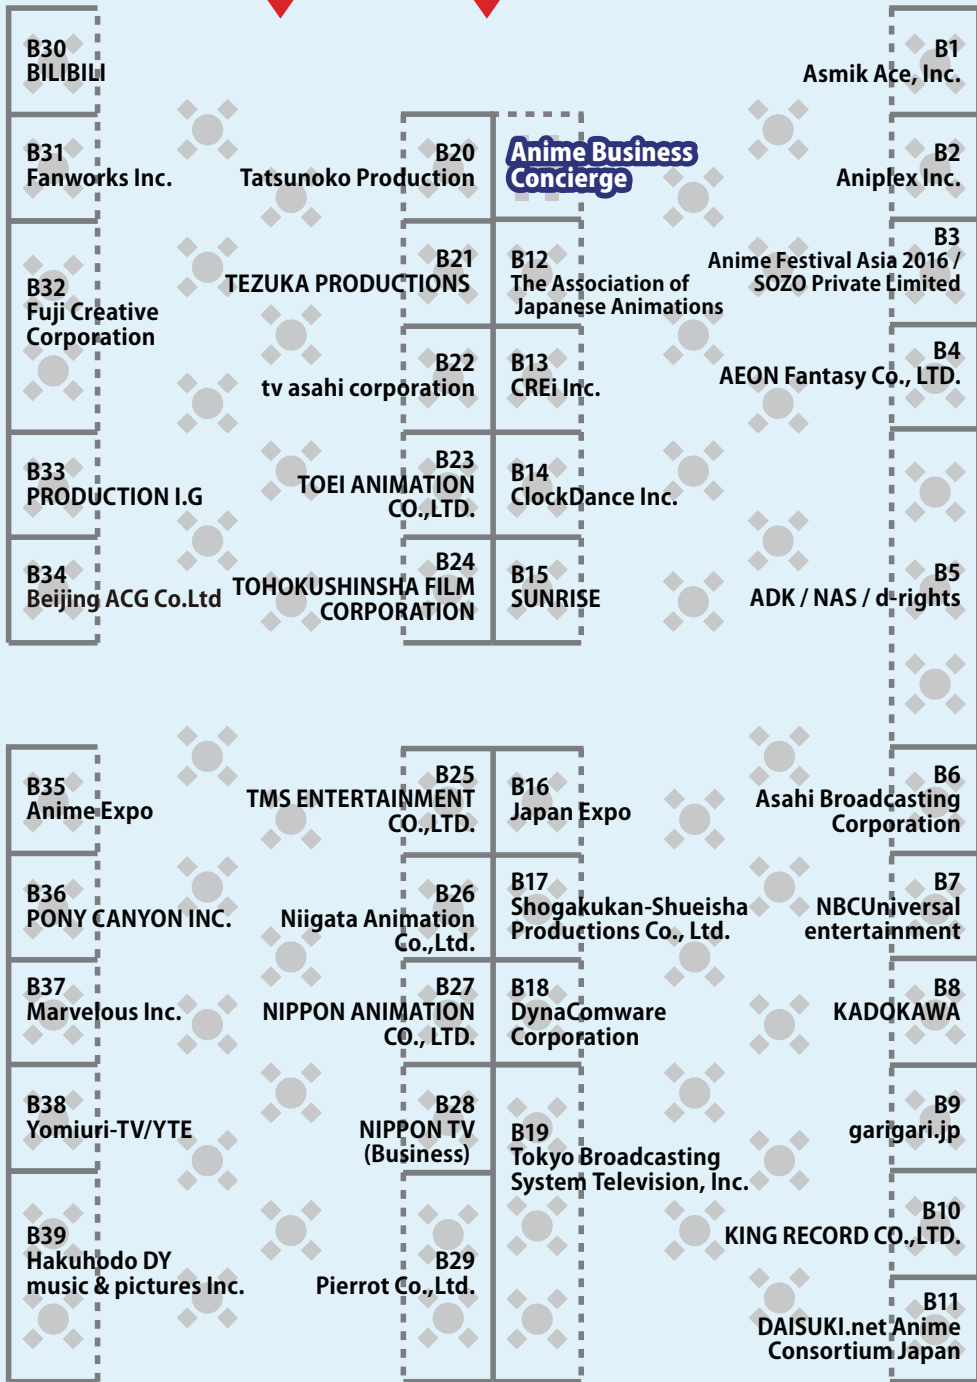 B30
BILIBILI
B31
Fanworks Inc.
B32
Fuji Creative
Corporation
B33
PRODUCTION I.G
B34
Beijing ACG Co.Ltd
B35
Anime Expo
B36
PONY CANYON INC.
B37
Marvelous Inc.
B38
Yomiuri-TV/YTE
B39
Hakuhodo DY
music & pictures Inc.
B20
Tatsunoko Production
B21
TEZUKA PRODUCTIONS
B22
tv asahi corporation
B23
TOEI ANIMATION
CO.,LTD.
B24
TOHOKUSHINSHA FILM
CORPORATION
B25
TMS ENTERTAINMENT
CO.,LTD.
B26
Niigata Animation
Co.,Ltd.
B27
NIPPON ANIMATION
CO., LTD.
B28
NIPPON TV
(Business)
B29
Pierrot Co.,Ltd.
Anime Business
Concierge
B12
The Association of
Japanese Animations
B13
CREi Inc.
B14
ClockDance Inc.
B15
SUNRISE
B16
Japan Expo
B17
Shogakukan-Shueisha
Productions Co., Ltd.
B18
DynaComware
Corporation
B19
Tokyo Broadcasting
System Television, Inc.
B1
Asmik Ace, Inc.
B2
Aniplex Inc.
B3
Anime Festival Asia 2016 /
SOZO Private Limited
B4
AEON Fantasy Co., LTD.
B5
ADK / NAS / d-rights
B6
Asahi Broadcasting
Corporation
B7
NBCUniversal
entertainment
B8
KADOKAWA
B9
garigari.jp
B10
KING RECORD CO.,LTD.
B11
DAISUKI.net Anime
Consortium Japan